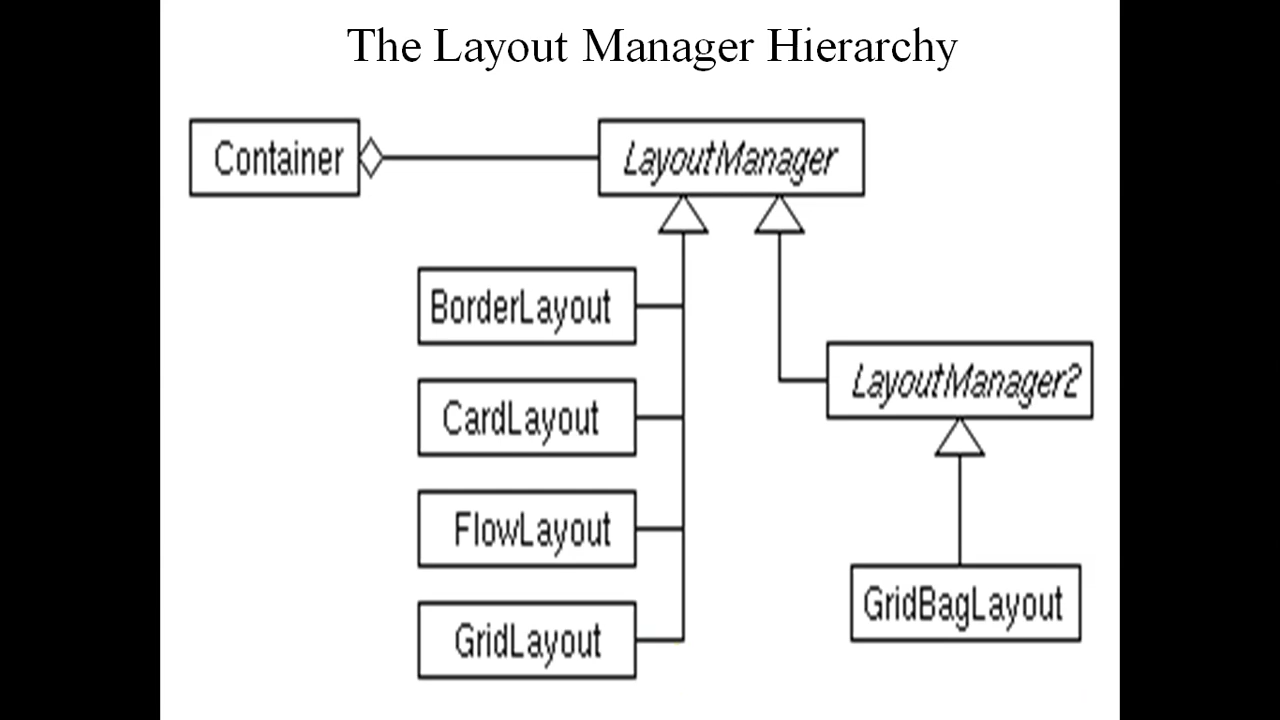 The Layout Manager Hierarchy
Container
LayoutManager
BorderLayout
LayoutManager2
CardLayout
FlowLayout
GridBagLayout
GridLayout